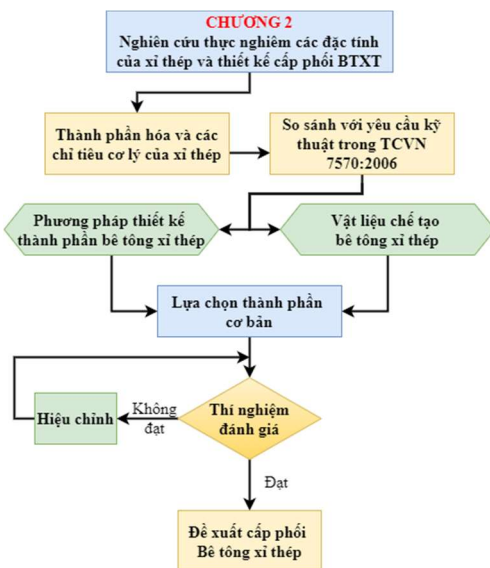 CHƯƠNG 2
Nghiên cứu thực nghiêm các đặc tính
của xỉ thép và thiết kế cấp phối BTXT
Thành phần hóa và các
chỉ tiêu cơ lý của xỉ thép
So sánh với yêu cầu kỹ
thuật trong TCVN
7570:2006
Phương pháp thiết kế
thành phần bê tông xỉ thép
Vật liệu chế tạo
bê tông xỉ thép
Lựa chọn thành phần
cơ bản
Hiệu chỉnh
Không
đạt
Thí nghiệm
đánh giá
Đạt
Đề xuất cấp phối
Bê tông xỉ thép